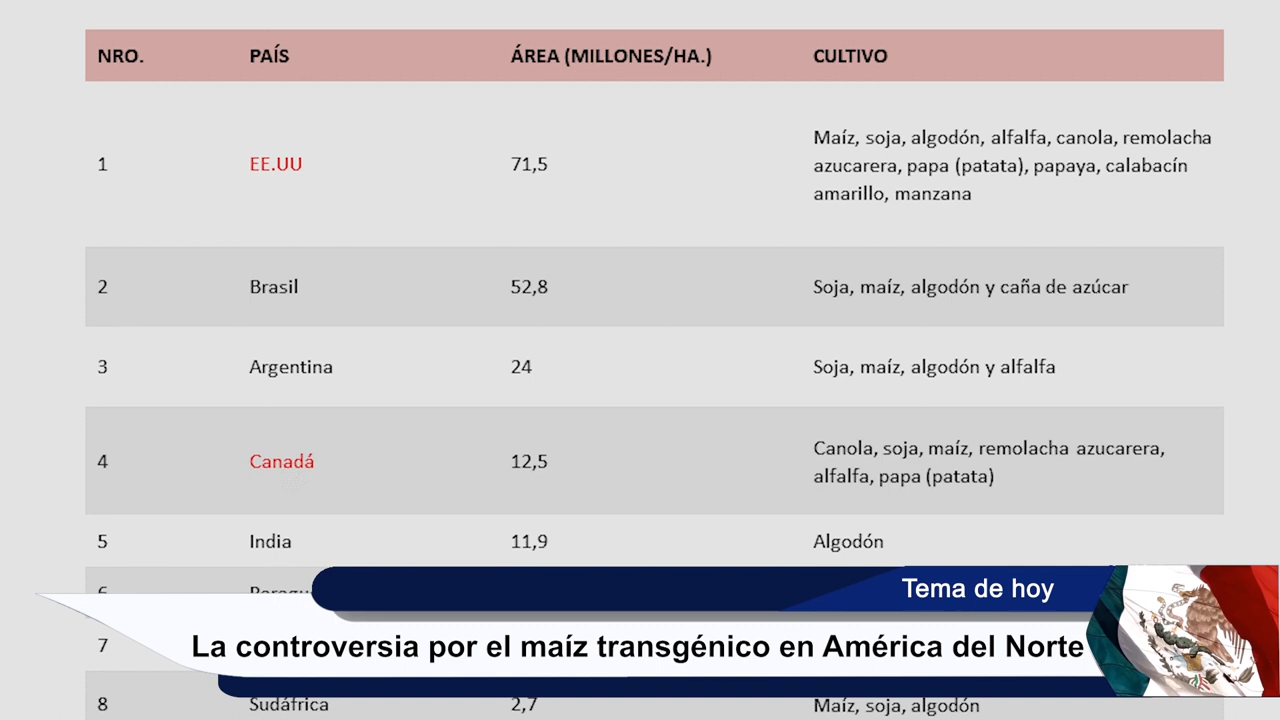 NRO. PAÍS ÁREA (MILLONES/HA.) CULTIVO
1 EE.UU 71,5 Maíz, soja, algodón, alfalfa, canola, remolacha
azucarera, papa (patata), papaya, calabacín
amarillo, manzana
2 Brasil 52,8 Soja, maíz, algodón y caña de azúcar
3 Argentina 24 Soja, maíz, algodón y alfalfa
4 Canadá 12,5 Canola, soja, maíz, remolacha azucarera,
alfalfa, papa (patata)
5 India 11,9 Algodón
6
Tema de hoy
7
La controversia por el maíz transgénico en América del Norte
8 Sudáfrica 2,7 Maíz, soja, algodón